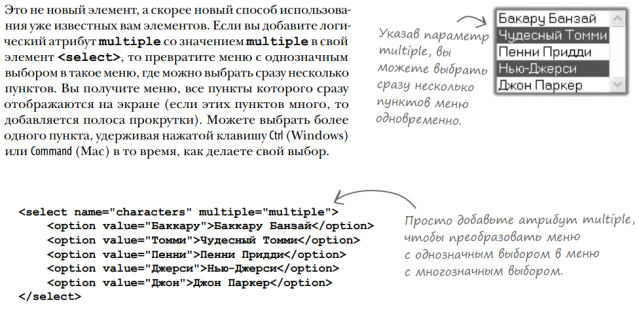 Это не новый элемент, а скорее новый способ использова-
ния уже известных вам элементов. Если вы добавите логи-
ческий атрибут multiple со значением multiple в свой
элемент <select>, то превратите меню с однозначным
выбором в такое меню, где можно выбрать сразу несколько
пунктов. Вы получите меню, все пункты которого сразу
отображаются на экране (если этих пунктов много, то
добавляется полоса прокрутки). Можете выбрать более
одного пункта, удерживая нажатой клавишу Ctrl (Windows)
или Command (Mac) в то время, как делаете свой выбор.
Указав параметр
multiple, вы
можете выбрать
сразу несколько
пунктов меню
одновременно.
Бакару Банзай
Чудесный Томми
Пенни Придди
Нью-Джерси
Джон Паркер
<select name="characters" multiple="multiple">
<option value="Баккару">Баккару Банзай</option>
<option value="Томми">Чудесный Томми</option>
<option value="Пенни">Пенни Придди</option>
<option value="Джерси">Нью-Джерси</option>
<option value="Джон">Джон Паркер</option>
</select>
Просто добавьте атрибут multiple,
чтобы преобразовать меню
с однозначным выбором в меню
с многозначным выбором.